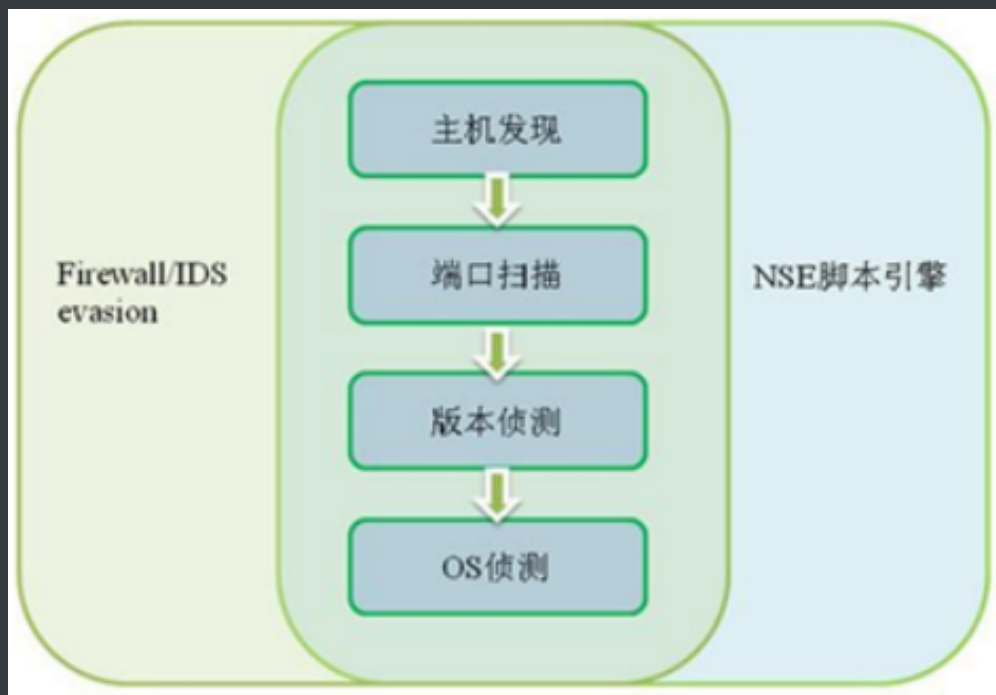 主机发现
Firewall/IDS
evasion
端口扫描
NSE脚本引擎
版本侦测
OS侦测